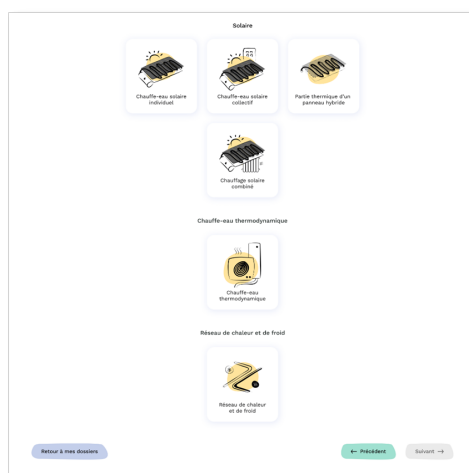 Solaire
Chauffe-eau solaire
individuel
Chauffe-eau solaire
collectif
Partie thermique d'un
panneau hybride
Chauffage solaire
combiné
Chauffe-eau thermodynamique
Chauffe-eau
thermodynamique
Réseau de chaleur et de froid
Réseau de chaleur
et de froid
Retour à mes dossiers
← Précédent
Suivant →